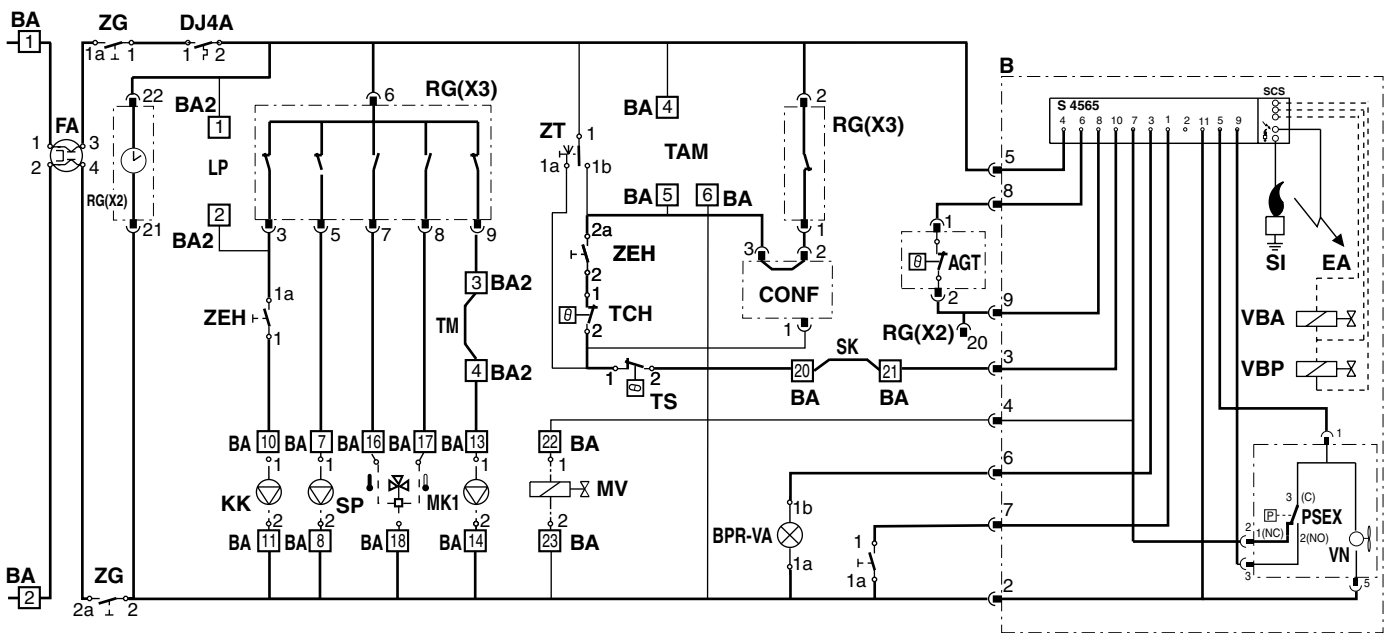 BA
1
ZG
1a 1
DJ4A
1 2
FA
1 3
2 4
22
RG(X2)
21
BA2
1
LP
2
BA2
6
RG(X3)
3 5 7 8 9
1a
ZEH
1
3 BA2
TM
4 BA2
BA 10
BA 7
BA 16
BA 17
BA 13
1 1 1
KK SP MK1
2 2 2
BA 11
BA 8
BA 18
BA 14
BA
2
ZG
2a 2
ZT
1
1a 1b
BA 4
TAM
BA 5
6 BA
2a
ZEH
2
1
θ TCH
2
1 2
TS
2
RG(X3)
1
3 2
CONF
1
20
BA
SK
21
BA
22 BA
1
MV
2
23 BA
1b
BPR-VA
1a
1
1a
1
θ AGT
2
RG(X2) 20
5
8
9
3
4
6
7
2
B
S 4565
4 6 8 10 7 3 1 2 11 5 9
SCS
SI EA
VBA
VBP
1
3 (C)
P PSEX
2 1(NC)
2(NO)
3
VN
5